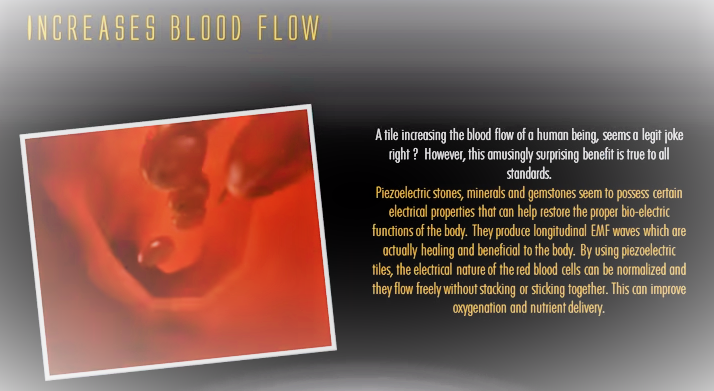 INCREASES BLOOD FLOW
A tile increasing the blood flow of a human being, seems a legit joke
right ? However, this amusingly surprising benefit is true to all
standards.
Piezoelectric stones, minerals and gemstones seem to possess certain
electrical properties that can help restore the proper bio-electric
functions of the body. They produce longitudinal EMF waves which are
actually healing and beneficial to the body. By using piezoelectric
tiles, the electrical nature of the red blood cells can be normalized and
they flow freely without stacking or sticking together. This can improve
oxygenation and nutrient delivery.